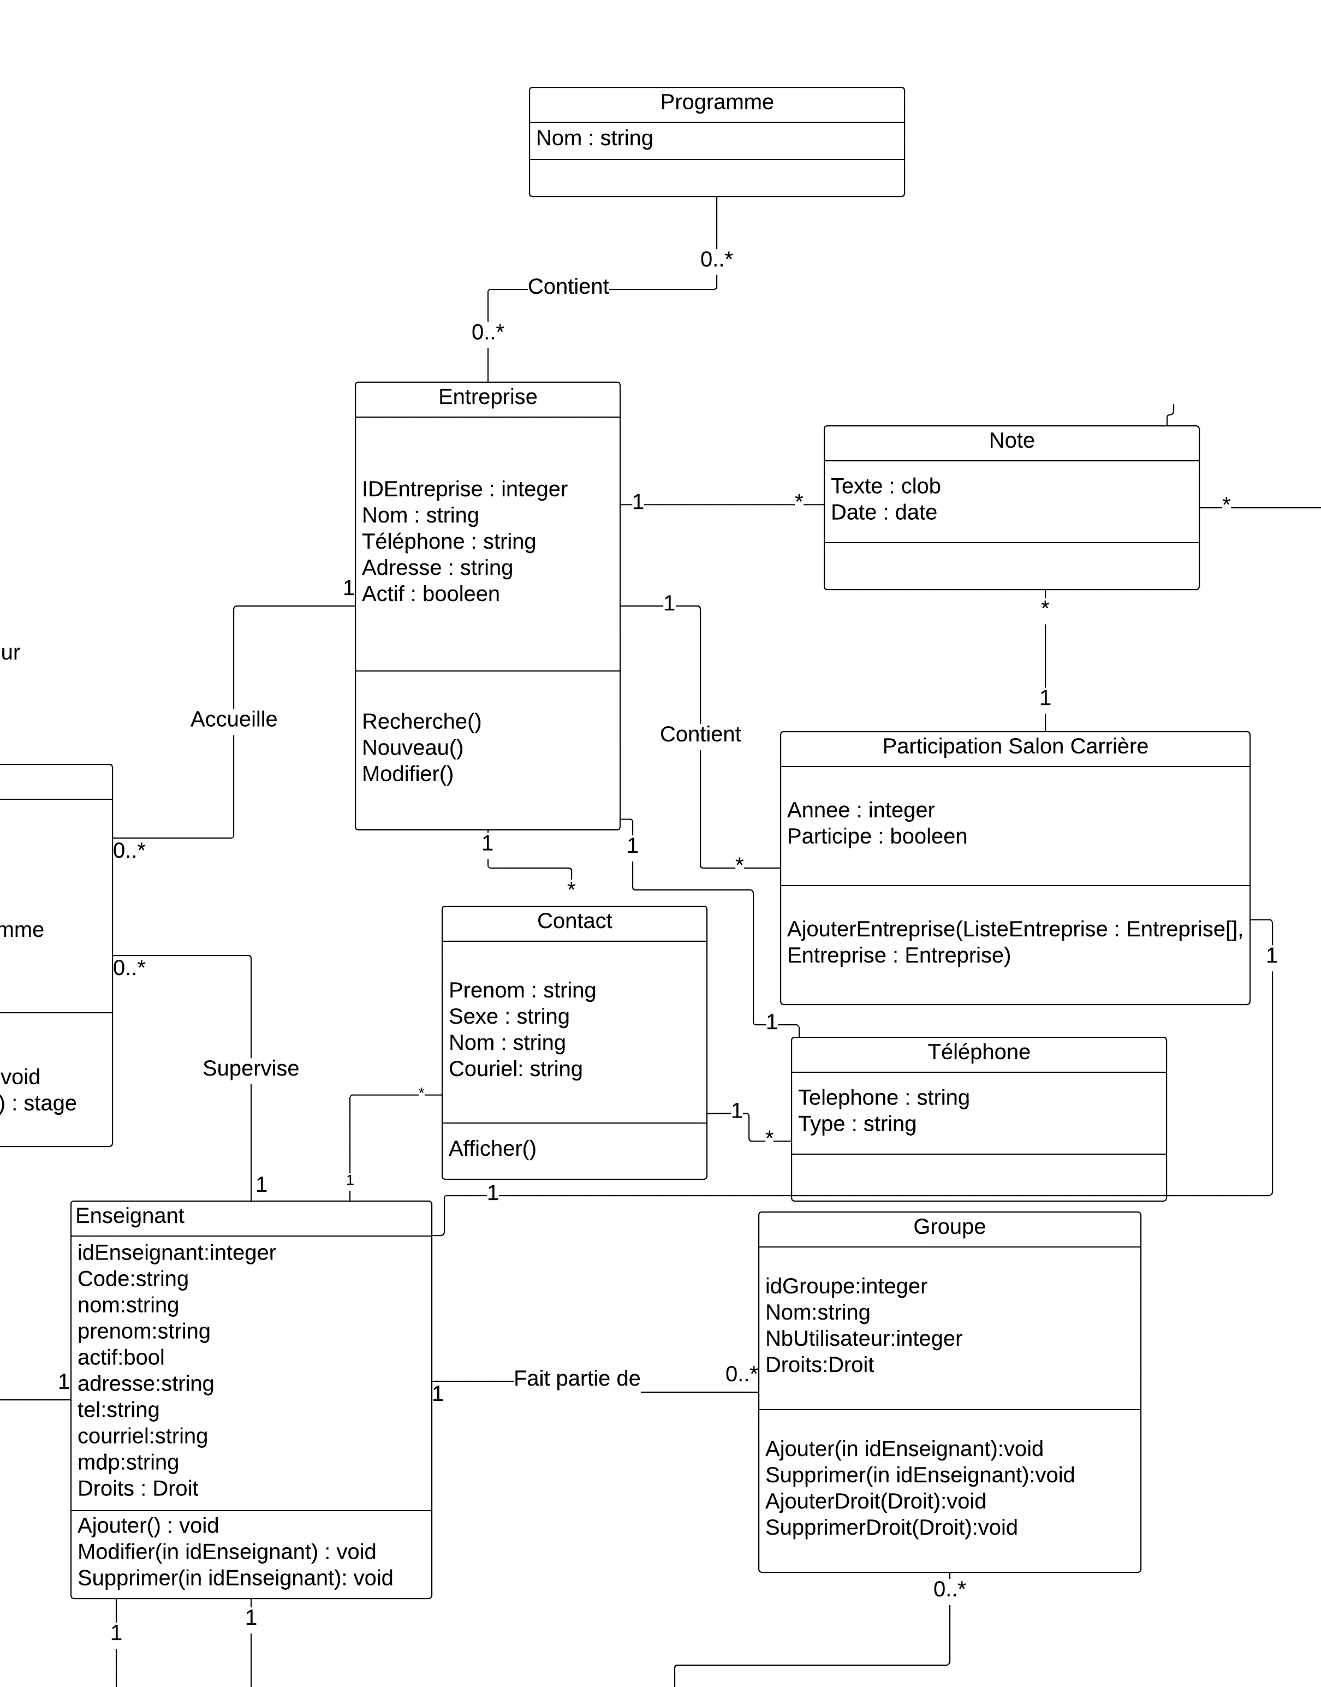 Programme
Nom : string
0..*
Contient
0..*
Entreprise
IDEntreprise : integer
Nom : string
Téléphone : string
Adresse : string
Actif : booleen
Recherche()
Nouveau()
Modifier()
1
*
Note
Texte : clob
Date : date
*
*
1
1
ur
Accueille
0..*
1
Contient
*
Participation Salon Carrière
Annee : integer
Participe : booleen
AjouterEntreprise(ListeEntreprise : Entreprise[],
Entreprise : Entreprise)
1
1
*
1
mme
0..*
void
) : stage
Supervise
1
Contact
Prenom : string
Sexe : string
Nom : string
Couriel: string
Afficher()
*
1
1
*
1
Téléphone
Telephone : string
Type : string
1
Enseignant
idEnseignant:integer
Code:string
nom:string
prenom:string
actif:bool
adresse:string
tel:string
courriel:string
mdp:string
Droits : Droit
Ajouter() : void
Modifier(in idEnseignant) : void
Supprimer(in idEnseignant): void
1
1
Fait partie de
0..*
Groupe
idGroupe:integer
Nom:string
NbUtilisateur:integer
Droits:Droit
Ajouter(in idEnseignant):void
Supprimer(in idEnseignant):void
AjouterDroit(Droit):void
SupprimerDroit(Droit):void
0..*
1
1